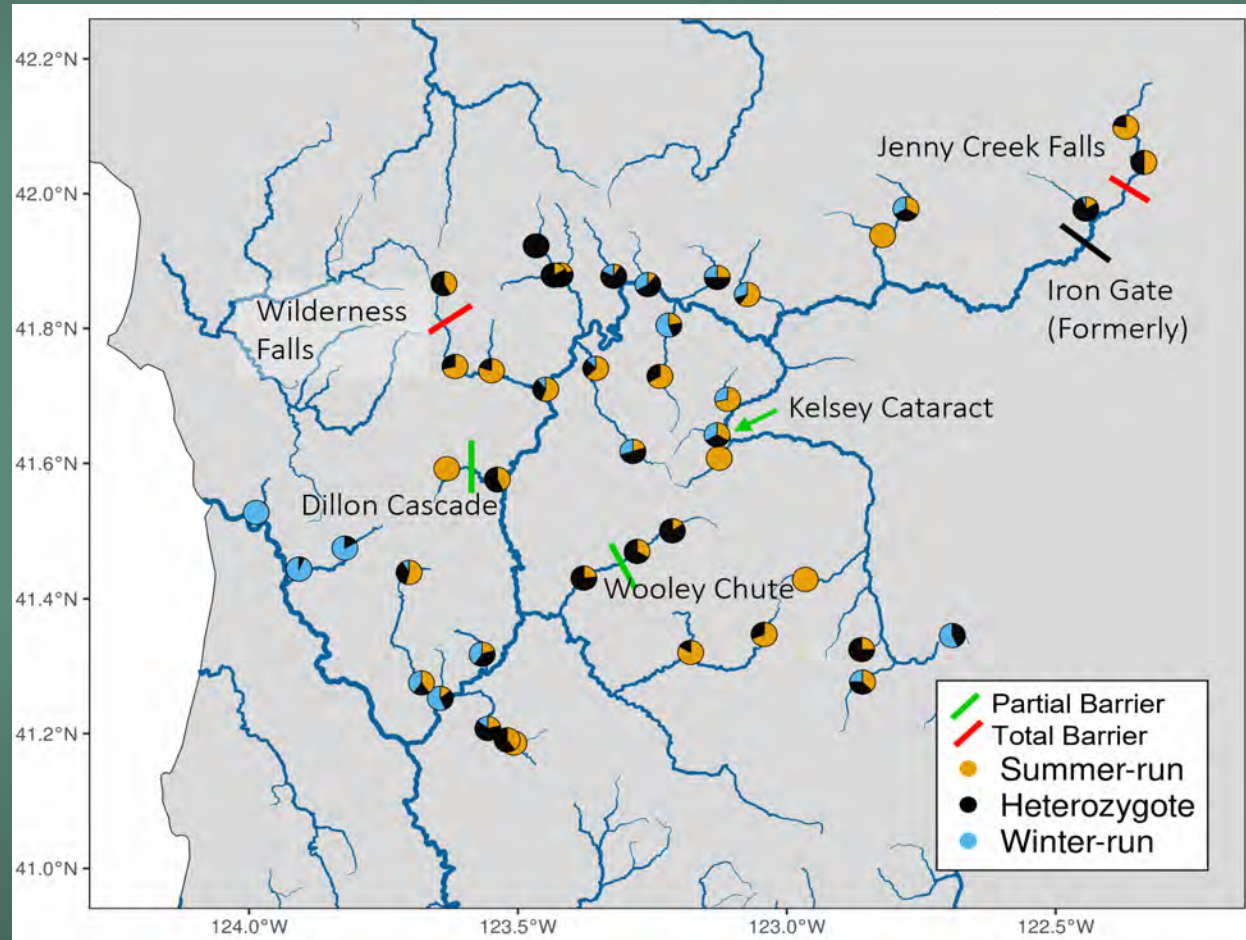 42.2°N
42.0°N
41.8°N
41.6°N
41.4°N
41.2°N
41.0°N
124.0°W
123.5°W
123.0°W
122.5°W
Jenny Creek Falls
Iron Gate
(Formerly)
Wilderness
Falls
Kelsey Cataract
Dillon Cascade
Wooley Chute
Partial Barrier
Total Barrier
Summer-run
Heterozygote
Winter-run